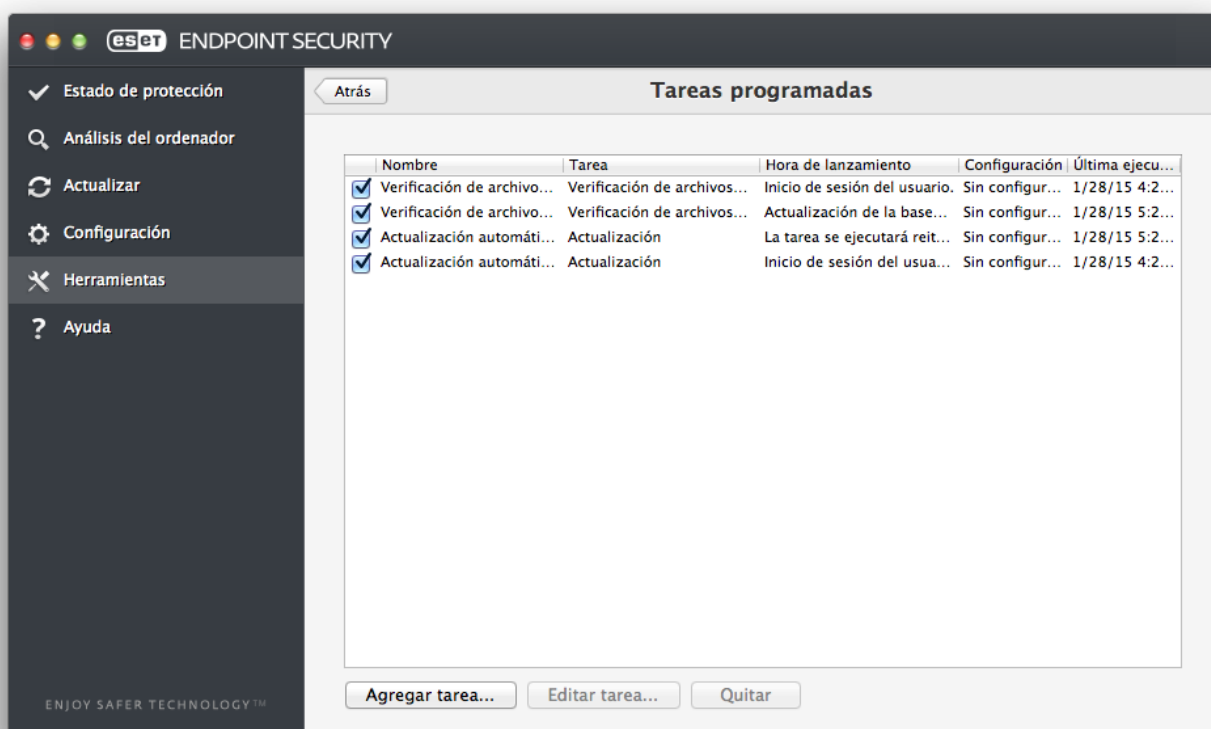 eset ENDPOINT SECURITY
Estado de protección
Análisis del ordenador
Actualizar
Configuración
Herramientas
? Ayuda
ENJOY SAFER TECHNOLOGY™
Atrás
Tareas programadas
Nombre Tarea Hora de lanzamiento Configuración Última ejecu...
Verificación de archivo... Verificación de archivos... Inicio de sesión del usuario. Sin configur... 1/28/15 4:2...
Verificación de archivo... Verificación de archivos... Actualización de la base... Sin configur... 1/28/15 5:2...
Actualización automáti... Actualización La tarea se ejecutará reit... Sin configur... 1/28/15 5:2...
Actualización automáti... Actualización Inicio de sesión del usua... Sin configur... 1/28/15 4:2...
Agregar tarea... Editar tarea... Quitar